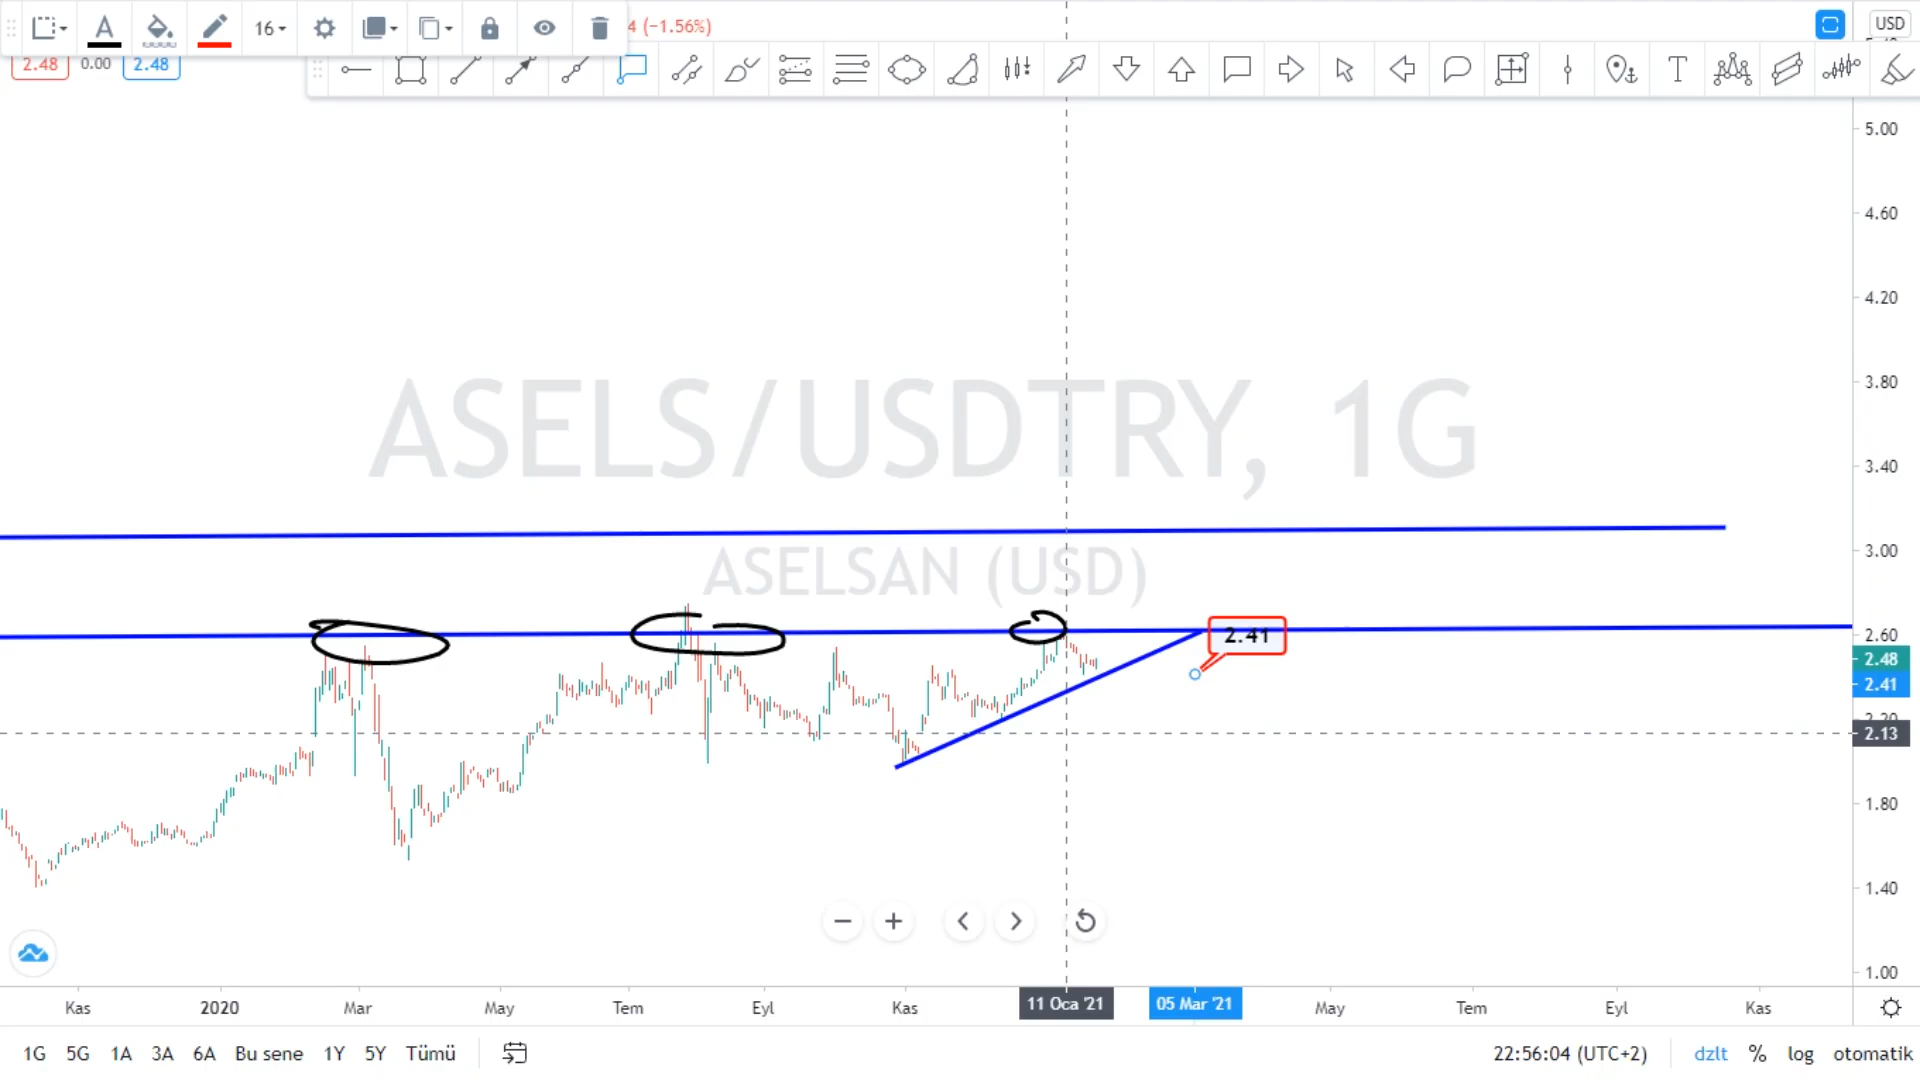 A 16 4 (−1.56%) USD
2.48 0.00 2.48 T
5.00
4.60
4.20
3.80
ASELS/USDTRY, 1G
3.40
3.00
ASELSAN (USD)
2.41
2.60
2.48
2.41
2.20
2.13
1.80
1.40
1.00
Kas 2020 Mar May Tem Eyl Kas 11 Oca '21 05 Mar '21 May Tem Eyl Kas
1G 5G 1A 3A 6A Bu sene 1Y 5Y Tümü 22:56:04 (UTC+2) dzlt % log otomatik